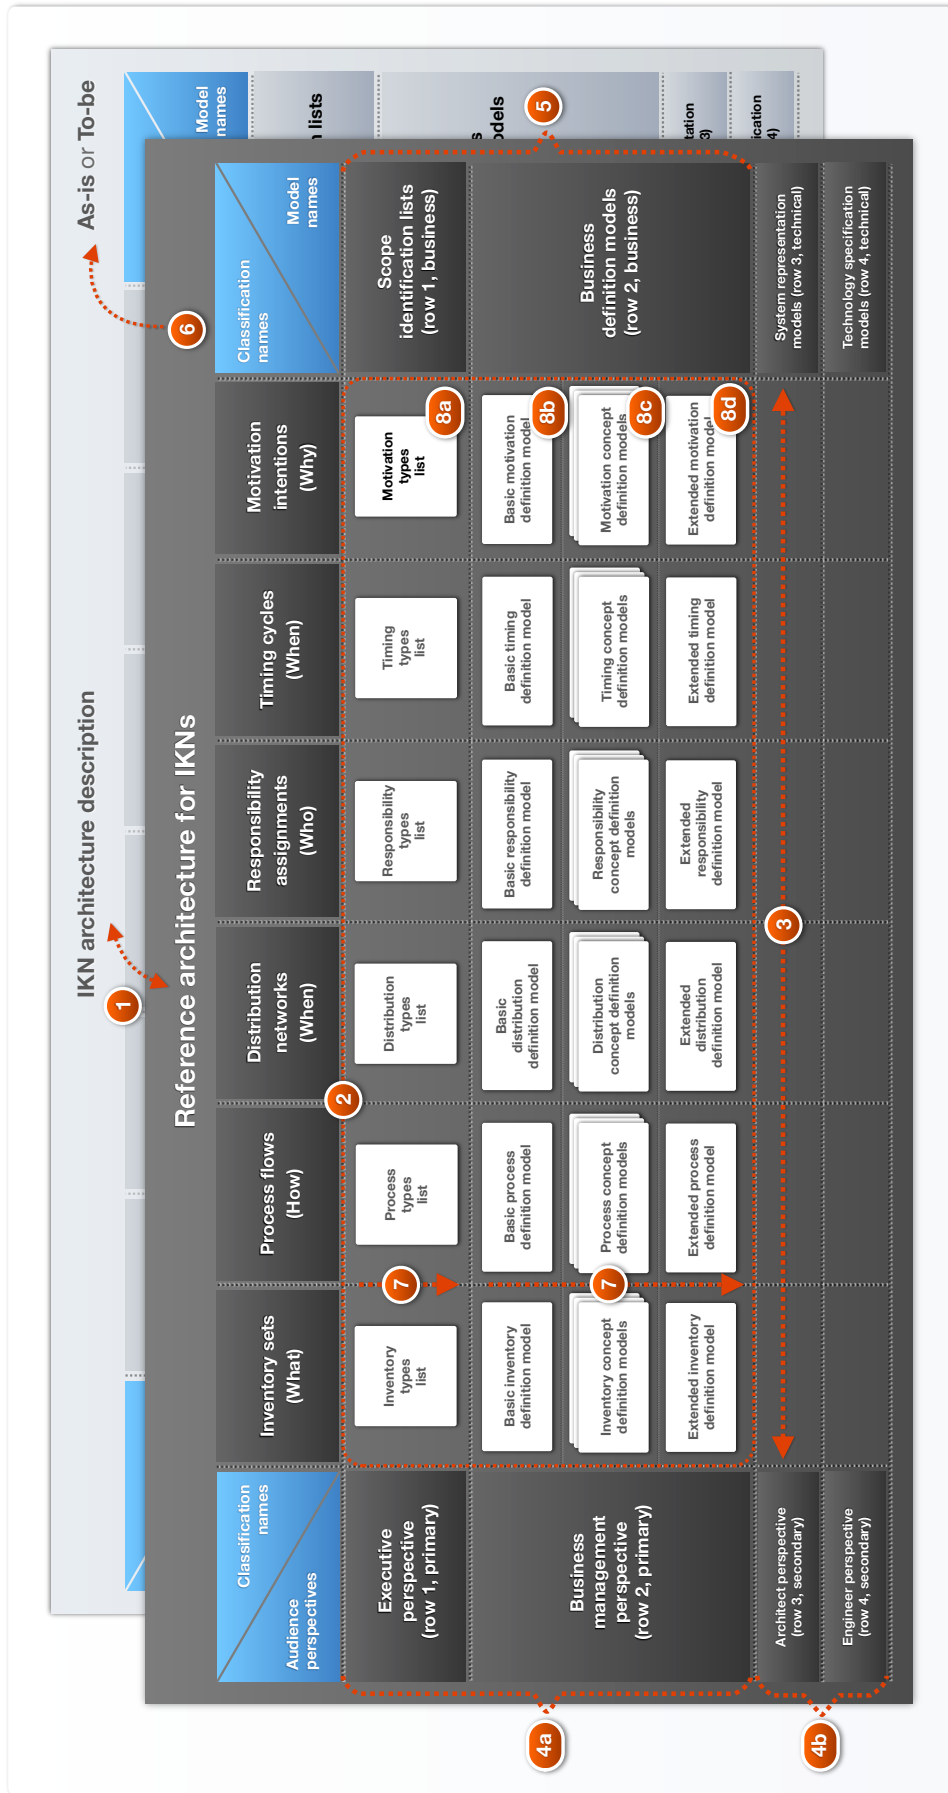 IKN architecture description
As-is or To-be
1
6
Model
names
n lists
s
odels
tation
3)
ication
4)
5
Reference architecture for IKNs
Classification
names
Audience
perspectives
Inventory sets
(What)
Process flows
(How)
Distribution
networks
(When)
Responsibility
assignments
(Who)
Timing cycles
(When)
Motivation
intentions
(Why)
Classification
names
Model
names
2
Executive
perspective
(row 1, primary)
Inventory
types
list
7
Process
types
list
Distribution
types
list
Responsibility
types
list
Timing
types
list
Motivation
types
list
8a
Scope
identification lists
(row 1, business)
4a
Business
management
perspective
(row 2, primary)
Basic inventory
definition model
Basic process
definition model
Basic
distribution
definition model
Basic responsibility
definition model
Basic timing
definition model
Basic motivation
definition model
8b
Inventory concept
definition models
7
Process concept
definition models
Distribution
concept definition
models
Responsibility
concept definition
models
Timing concept
definition models
Motivation concept
definition models
8c
Extended inventory
definition model
Extended process
definition model
Extended
distribution
definition model
Extended
responsibility
definition model
Extended timing
definition model
Extended motivation
definition model
8d
Business
definition models
(row 2, business)
4b
Architect perspective
(row 3, secondary)
3
System representation
models (row 3, technical)
Engineer perspective
(row 4, secondary)
Technology specification
models (row 4, technical)